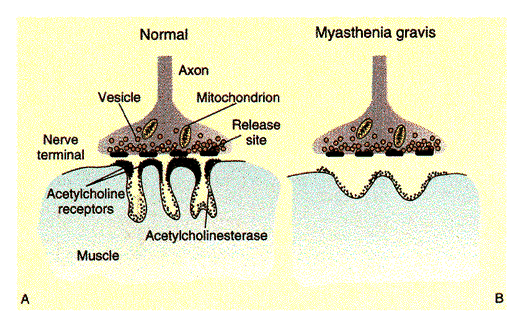 Normal
Myasthenia gravis
Axon
Vesicle
Mitochondrion
Release
site
Nerve
terminal
Acetylcholine
receptors
Acetylcholinesterase
Muscle
A
B